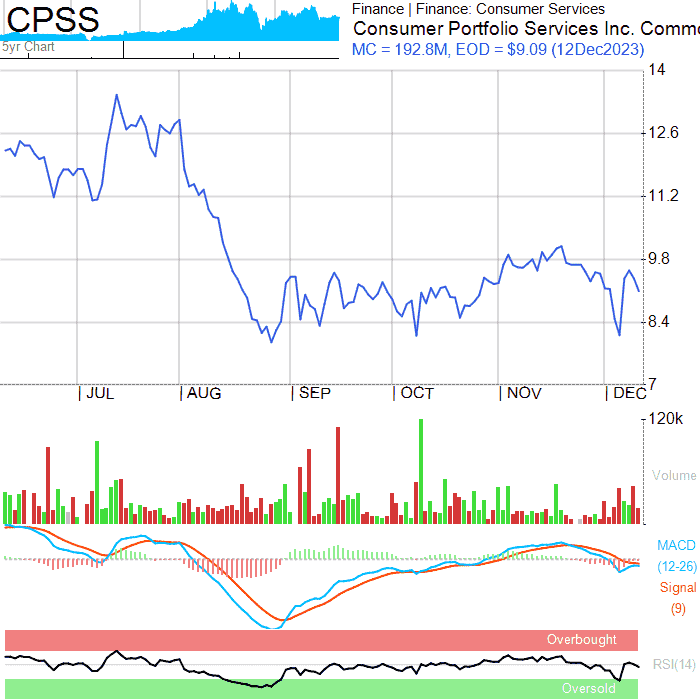 CPSS
5yr Chart
Finance | Finance: Consumer Services
Consumer Portfolio Services Inc. Commo
MC = 192.8M, EOD = $9.09 (12Dec2023)
14
12.6
11.2
9.8
8.4
7
JUL AUG SEP OCT NOV DEC
120k
Volume
MACD
(12-26)
Signal
(9)
Overbought
RSI(14)
Oversold